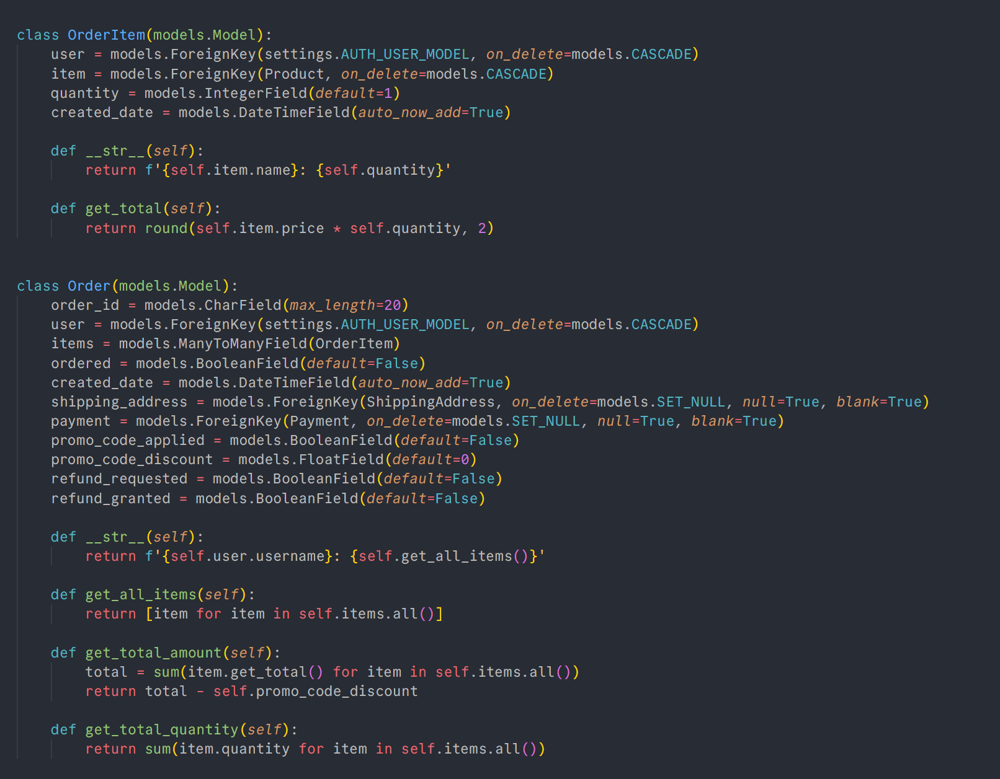 class OrderItem(models.Model):
    user = models.ForeignKey(settings.AUTH_USER_MODEL, on_delete=models.CASCADE)
    item = models.ForeignKey(Product, on_delete=models.CASCADE)
    quantity = models.IntegerField(default=1)
    created_date = models.DateTimeField(auto_now_add=True)

    def __str__(self):
        return f'{self.item.name}: {self.quantity}'

    def get_total(self):
        return round(self.item.price * self.quantity, 2)


class Order(models.Model):
    order_id = models.CharField(max_length=20)
    user = models.ForeignKey(settings.AUTH_USER_MODEL, on_delete=models.CASCADE)
    items = models.ManyToManyField(OrderItem)
    ordered = models.BooleanField(default=False)
    created_date = models.DateTimeField(auto_now_add=True)
    shipping_address = models.ForeignKey(ShippingAddress, on_delete=models.SET_NULL, null=True, blank=True)
    payment = models.ForeignKey(Payment, on_delete=models.SET_NULL, null=True, blank=True)
    promo_code_applied = models.BooleanField(default=False)
    promo_code_discount = models.FloatField(default=0)
    refund_requested = models.BooleanField(default=False)
    refund_granted = models.BooleanField(default=False)

    def __str__(self):
        return f'{self.user.username}: {self.get_all_items()}'

    def get_all_items(self):
        return [item for item in self.items.all()]

    def get_total_amount(self):
        total = sum(item.get_total() for item in self.items.all())
        return total - self.promo_code_discount

    def get_total_quantity(self):
        return sum(item.quantity for item in self.items.all())